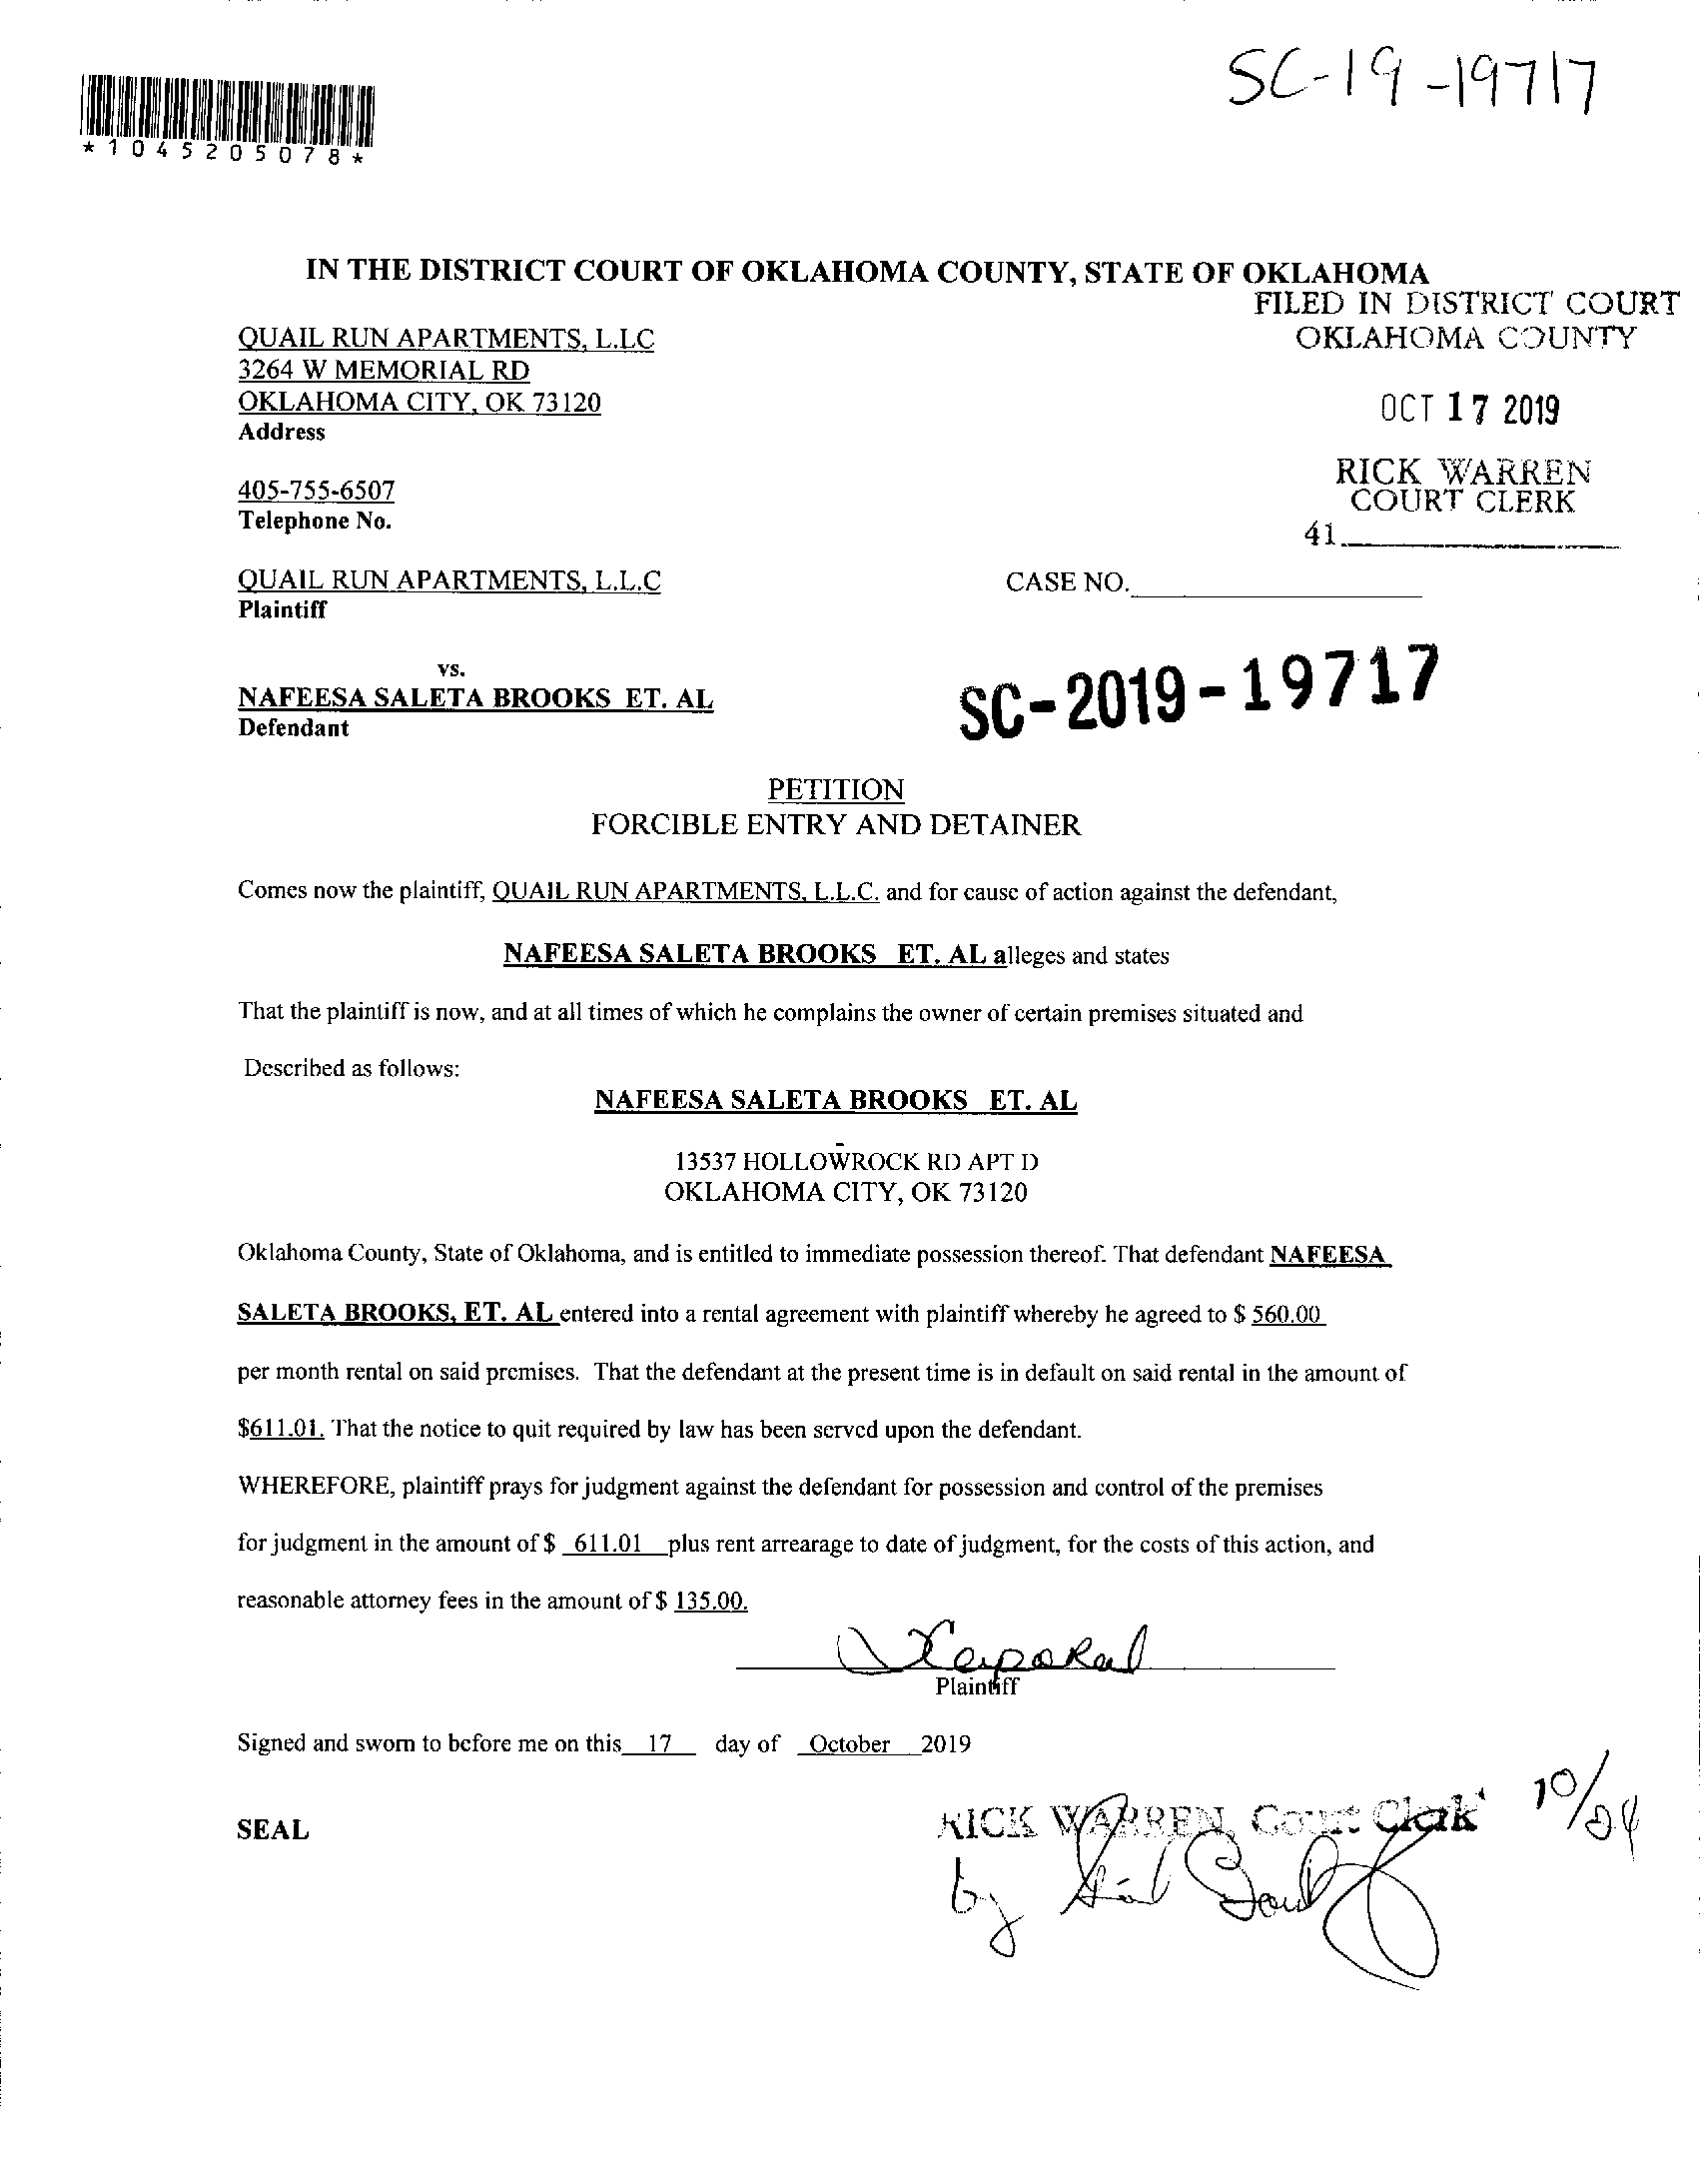 SC-19-19717
*1045205078*
IN THE DISTRICT COURT OF OKLAHOMA COUNTY, STATE OF OKLAHOMA
FILED IN DISTRICT COURT
OKLAHOMA COUNTY
QUAIL RUN APARTMENTS, L.LC
3264 W MEMORIAL RD
OKLAHOMA CITY, OK 73120
Address
OCT 17 2019
RICK WARREN
COURT CLERK
41
405-755-6507
Telephone No.
QUAIL RUN APARTMENTS, L.L.C
Plaintiff
CASE NO.
vs.
NAFEESA SALETA BROOKS ET. AL
Defendant
SC-2019-19717
PETITION
FORCIBLE ENTRY AND DETAINER
Comes now the plaintiff, QUAIL RUN APARTMENTS, L.L.C. and for cause of action against the defendant,
NAFEESA SALETA BROOKS ET. AL alleges and states
That the plaintiff is now, and at all times of which he complains the owner of certain premises situated and
Described as follows:
NAFEESA SALETA BROOKS ET. AL
13537 HOLLOWROCK RD APT D
OKLAHOMA CITY, OK 73120
Oklahoma County, State of Oklahoma, and is entitled to immediate possession thereof. That defendant NAFEESA
SALETA BROOKS, ET. AL entered into a rental agreement with plaintiff whereby he agreed to $ 560.00
per month rental on said premises. That the defendant at the present time is in default on said rental in the amount of
$611.01. That the notice to quit required by law has been served upon the defendant.
WHEREFORE, plaintiff prays for judgment against the defendant for possession and control of the premises
for judgment in the amount of $ 611.01 plus rent arrearage to date of judgment, for the costs of this action, and
reasonable attorney fees in the amount of $ 135.00.
Plaintiff
Signed and sworn to before me on this 17 day of October 2019
SEAL
RICK WARREN, Court Clerk
10/24
by